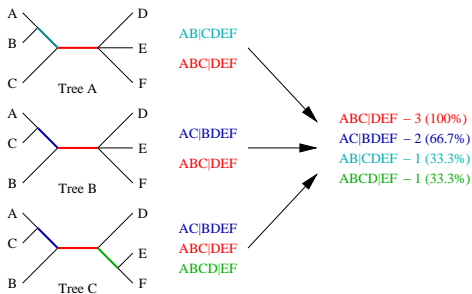 A
B
C
D
E
F
Tree A
AB|CDEF
ABC|DEF
A
C
B
D
E
F
Tree B
AC|BDEF
ABC|DEF
A
C
B
D
E
F
Tree C
AC|BDEF
ABC|DEF
ABCD|EF
ABC|DEF – 3 (100%)
AC|BDEF – 2 (66.7%)
AB|CDEF – 1 (33.3%)
ABCD|EF – 1 (33.3%)